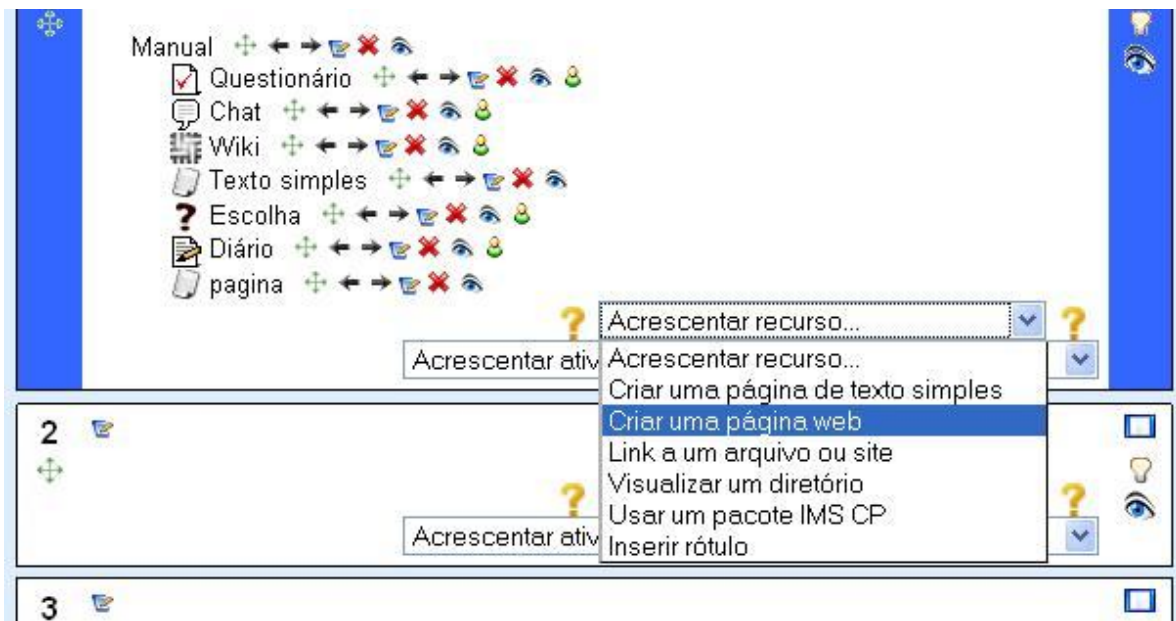 Manual
Questionário
Chat
Wiki
Texto simples
Escolha
Diário
pagina
Acrescentar recurso...
Acrescentar ativ
Acrescentar recurso...
Criar uma página de texto simples
Criar uma página web
Link a um arquivo ou site
Visualizar um diretório
Usar um pacote IMS CP
Inserir rótulo
2
Acrescentar ativ
3